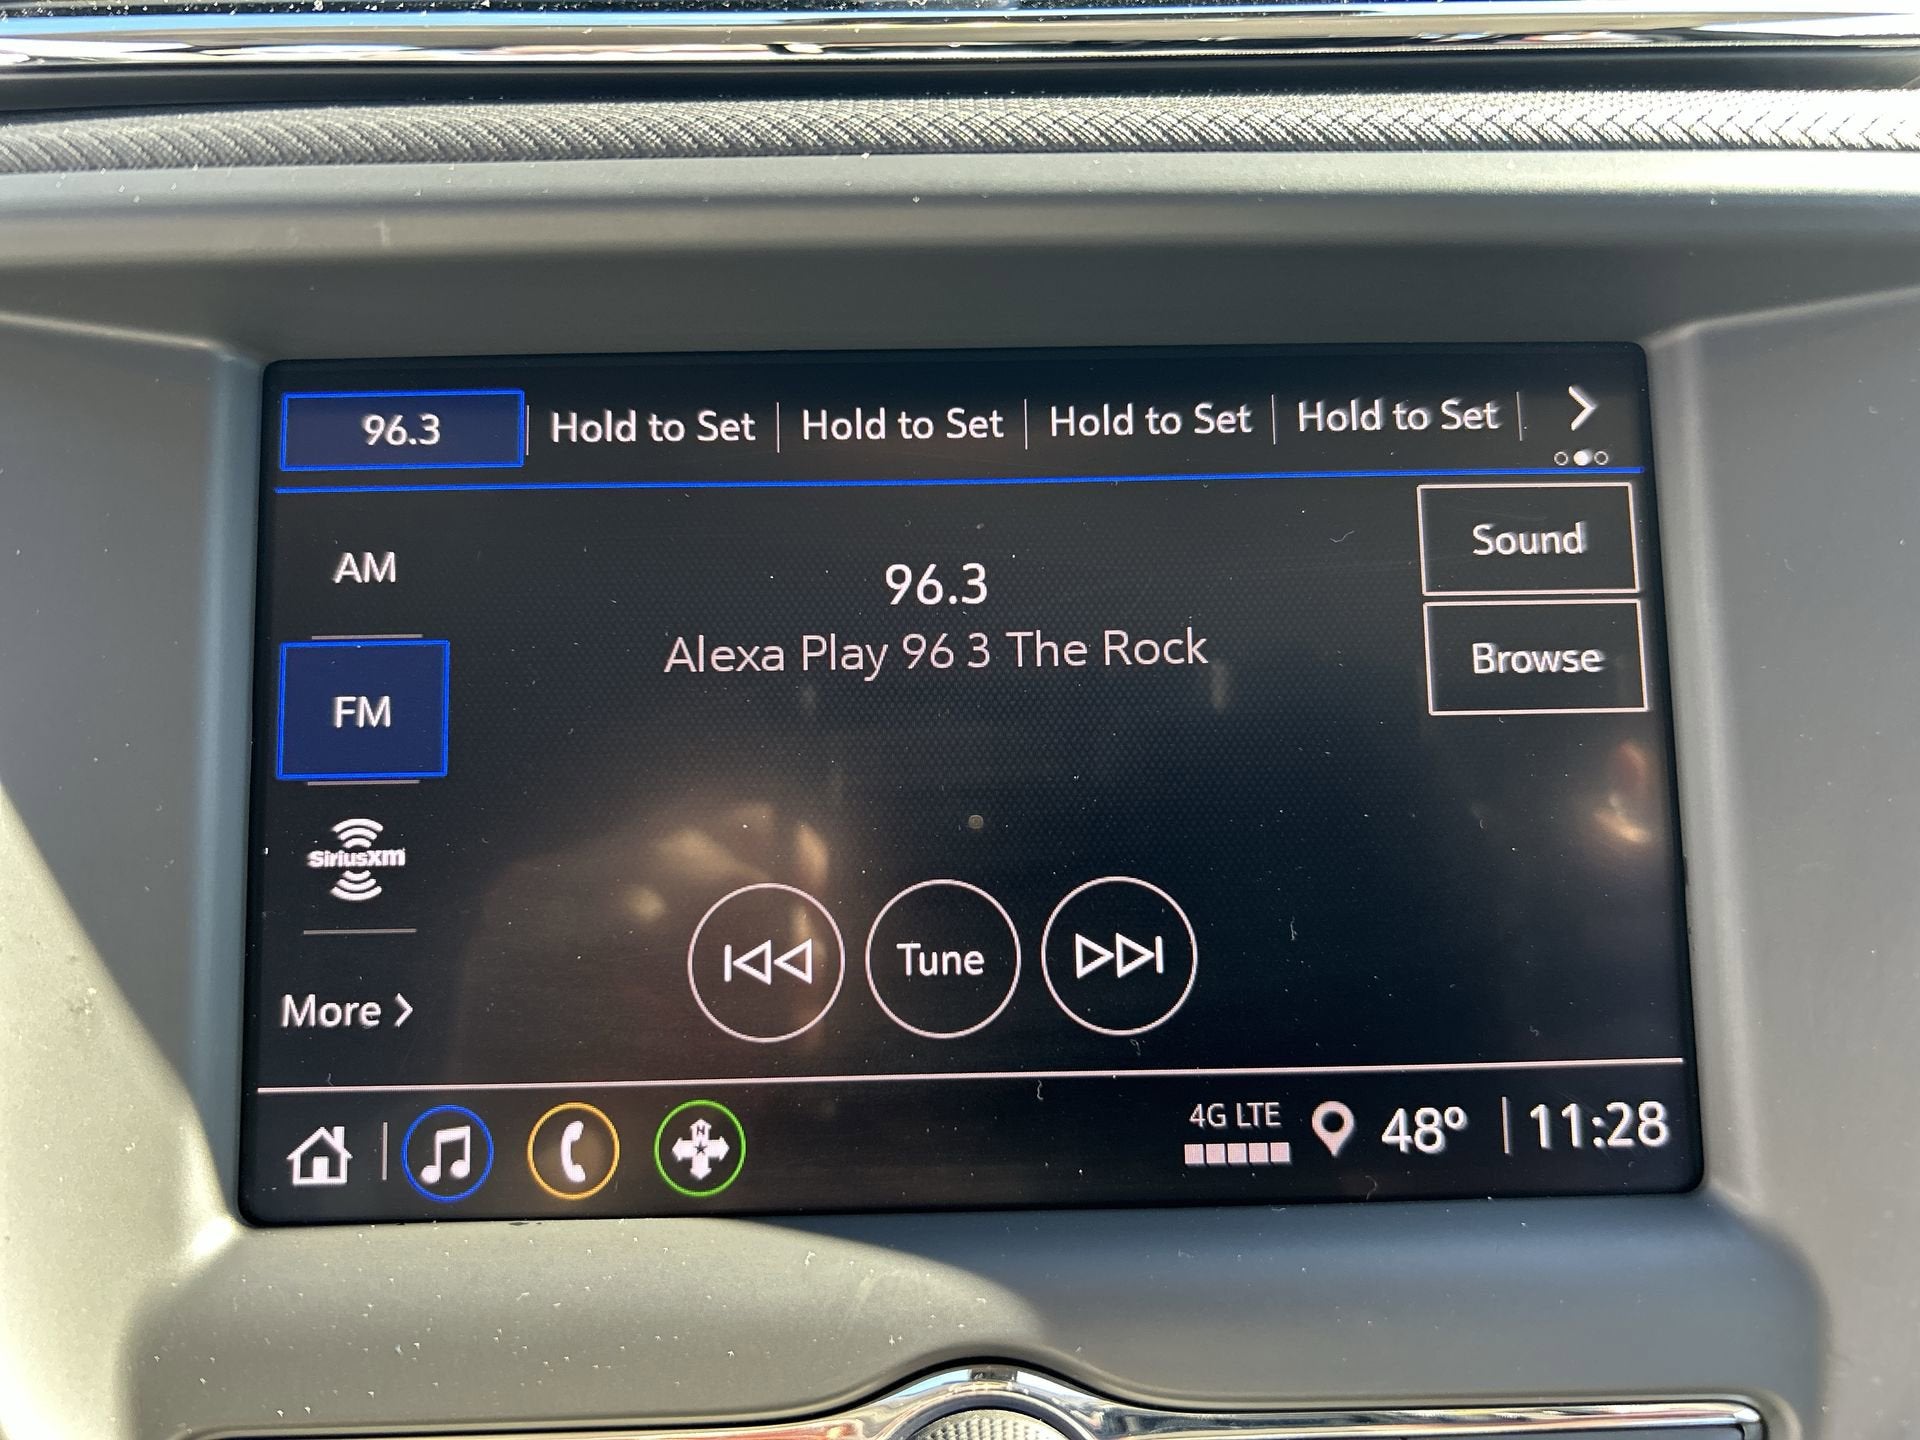 96.3 Hold to Set Hold to Set Hold to Set Hold to Set
AM
Sound
96.3
Alexa Play 96 3 The Rock
Browse
FM
SiriusXM
Tune
More
N
4G LTE
48° 11:28